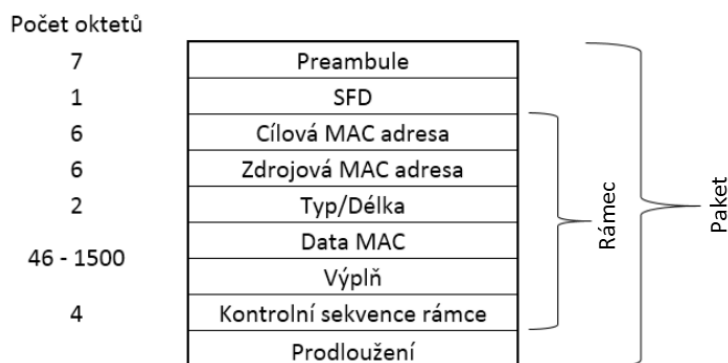 Počet oktetů
7 Preambule
1 SFD
6 Cílová MAC adresa
6 Zdrojová MAC adresa
2 Typ/Délka
46 - 1500 Data MAC
Výplň
4 Kontrolní sekvence rámce
Prodloužení
Rámec
Paket